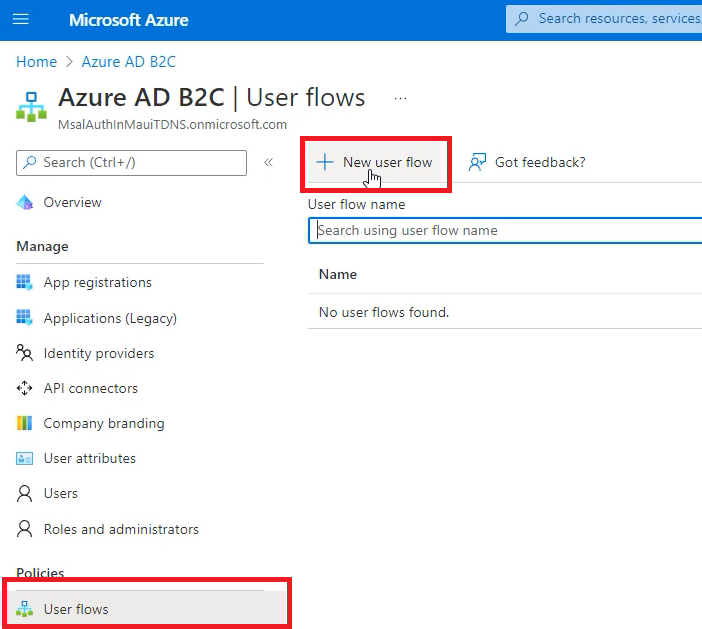 Microsoft Azure
Search resources, services,
Home > Azure AD B2C
Azure AD B2C | User flows ...
MsalAuthInMauiTDNS.onmicrosoft.com
Search (Ctrl+/)
«
New user flow
Got feedback?
Overview
User flow name
Search using user flow name
Manage
Name
App registrations
No user flows found.
Applications (Legacy)
Identity providers
API connectors
Company branding
User attributes
Users
Roles and administrators
Policies
User flows